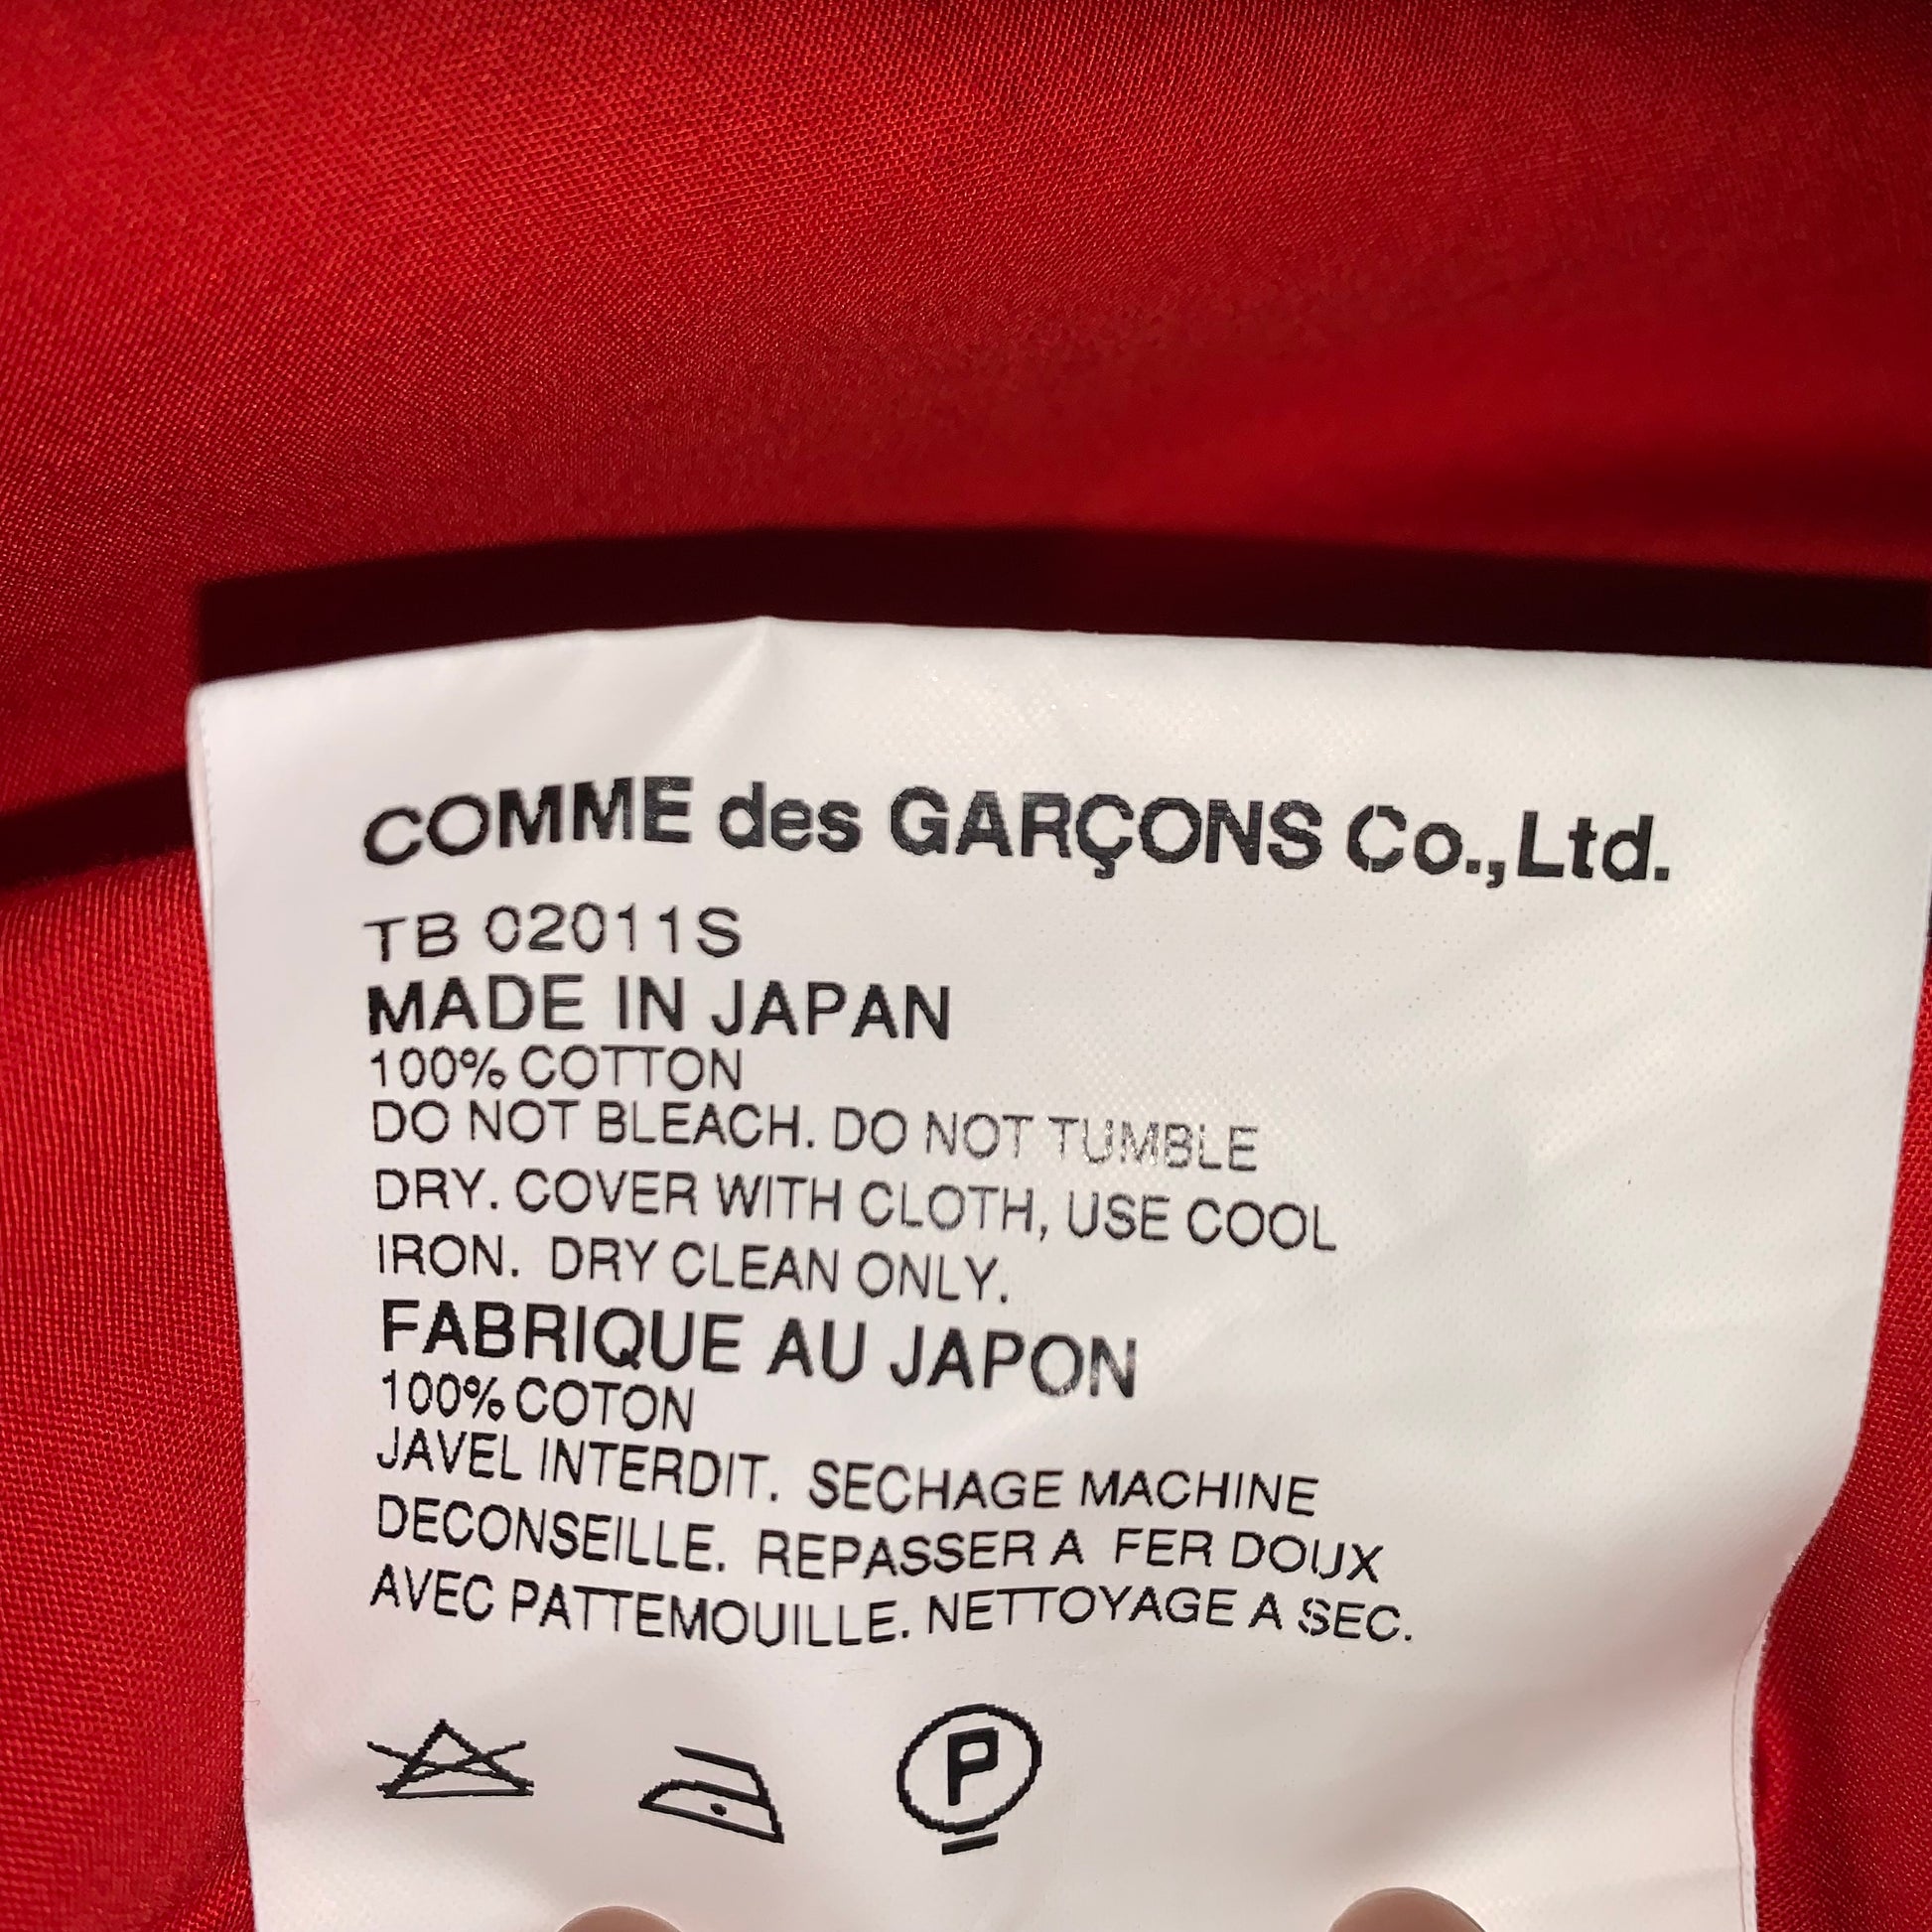 COMME des GARÇONS Co.,Ltd.
TB 02011S
MADE IN JAPAN
100% COTTON
DO NOT BLEACH. DO NOT TUMBLE
DRY. COVER WITH CLOTH, USE COOL
IRON. DRY CLEAN ONLY.
FABRIQUE AU JAPON
100% COTON
JAVEL INTERDIT. SECHAGE MACHINE
DECONSEILLE. REPASSER A FER DOUX
AVEC PATTEMOUILLE. NETTOYAGE A SEC.
P